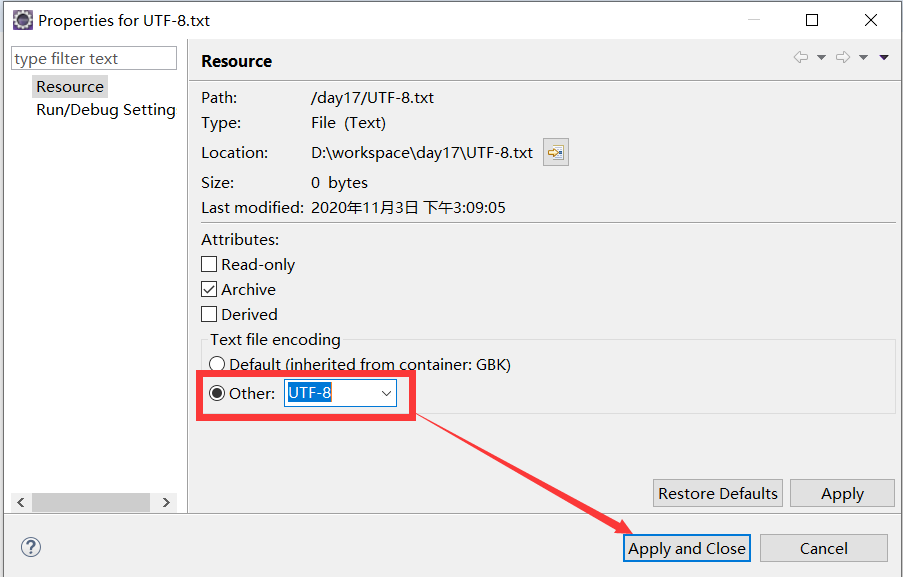 Properties for UTF-8.txt
type filter text
Resource
Run/Debug Setting
Resource
Path: /day17/UTF-8.txt
Type: File (Text)
Location: D:\workspace\day17\UTF-8.txt
Size: 0 bytes
Last modified: 2020年11月3日 下午3:09:05
Attributes:
Read-only
Archive
Derived
Text file encoding
Default (inherited from container: GBK)
Other: UTF-8
Restore Defaults Apply
Apply and Close Cancel